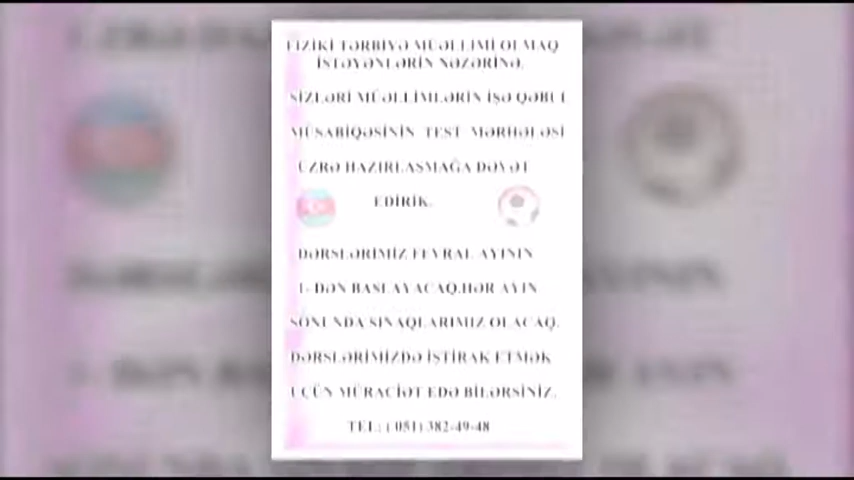 FİZİKİ TƏRBİYƏ MÜƏLLİMİ OLMAQ
İSTƏYƏNLƏRİN NƏZƏRİNƏ.
SİZLƏRİ MÜƏLLİMLƏRİN İŞƏ QƏBUL
MÜSABİQƏSİNİN TEST MƏRHƏLƏSİ
ÜZRƏ HAZIRLAŞMAĞA DƏVƏT
EDİRİK.
DƏRSLƏRİMİZ FEVRAL AYININ
1- DƏN BAŞLAYACAQ.HƏR AYIN
SONUNDA SINAQLARIMIZ OLACAQ.
DƏRSLƏRİMİZDƏ İŞTİRAK ETMƏK
ÜÇÜN MÜRACİƏT EDƏ BİLƏRSİNİZ.
TEL: ( 051) 382-49-48